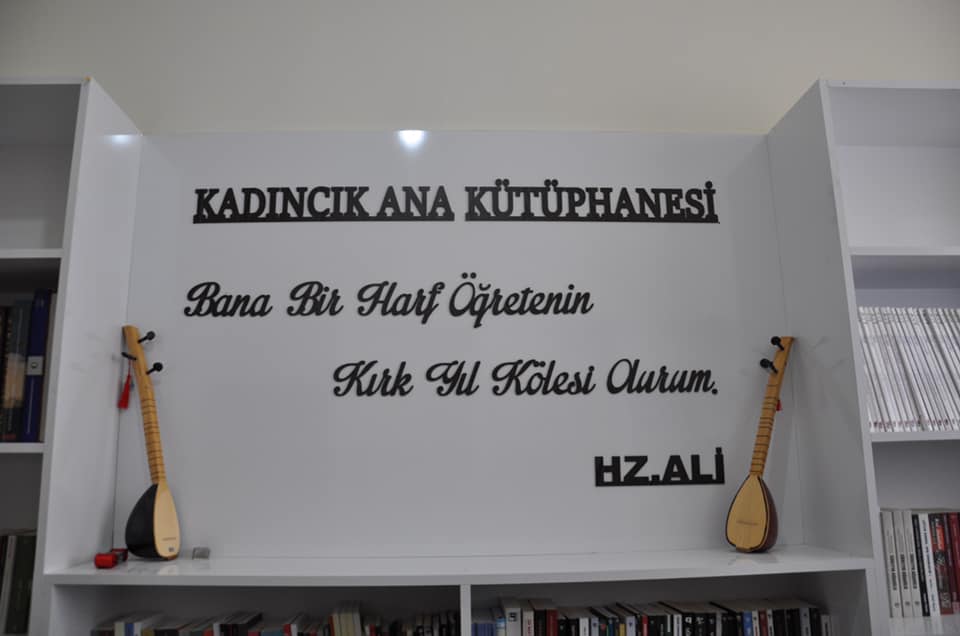 KADINCIK ANA KÜTÜPHANESİ
Bana Bir Harf Öğretenin
Kırk Yıl Kölesi Olurum.
HZ.ALİ